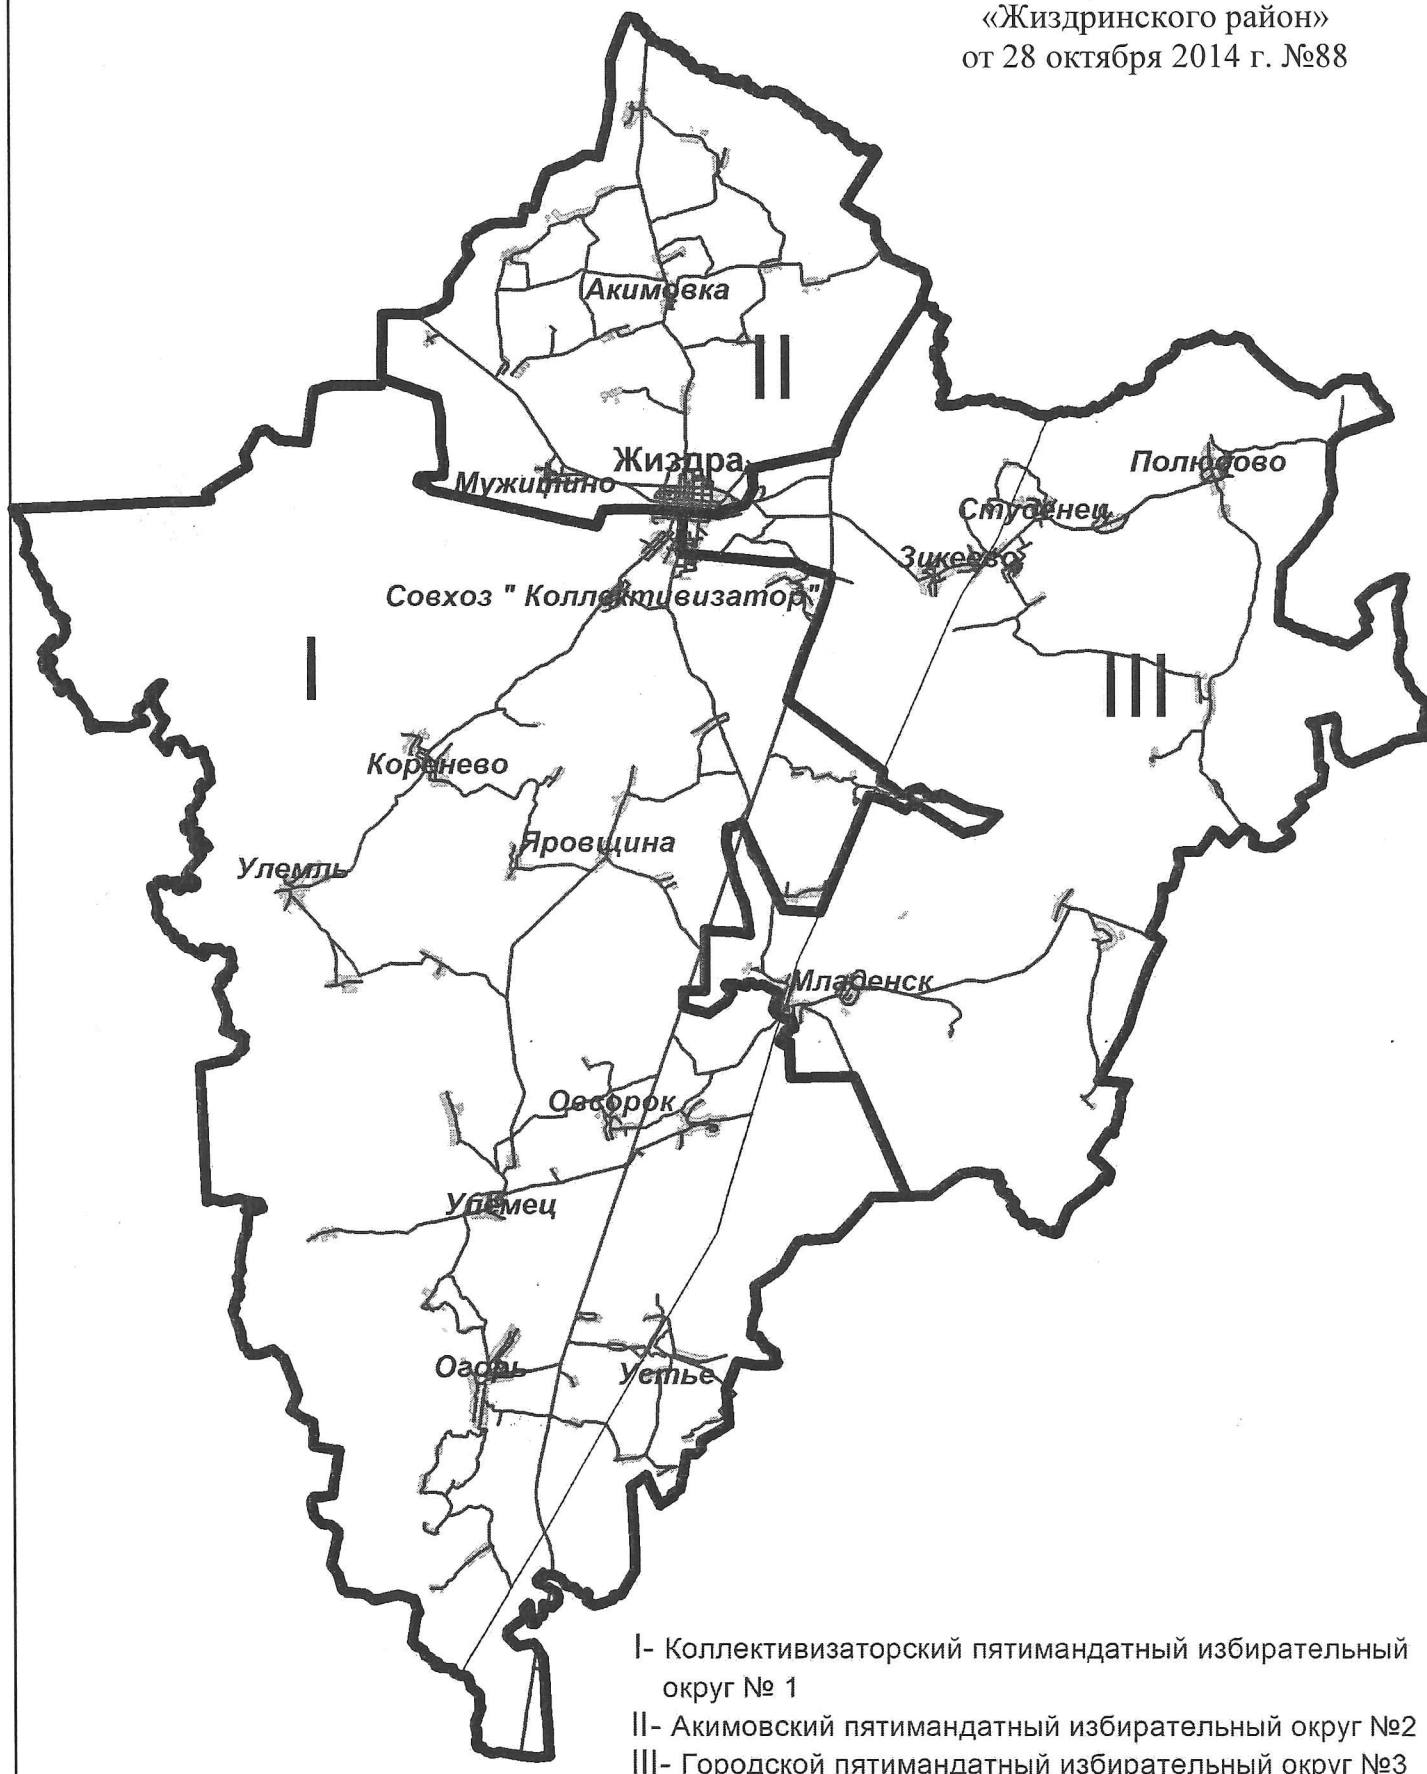 «Жиздринского район»
от 28 октября 2014 г. №88
Акимовка
II
Жиздра
Мужитино
Полюдово
Студенец
Зикеево
Совхоз " Коллективизатор"
I
III
Коренево
Яровщина
Улемль
Младенск
Овсорок
Улемец
Огорь
Устье
I- Коллективизаторский пятимандатный избирательный
округ № 1
II- Акимовский пятимандатный избирательный округ №2
III- Городской пятимандатный избирательный округ №3